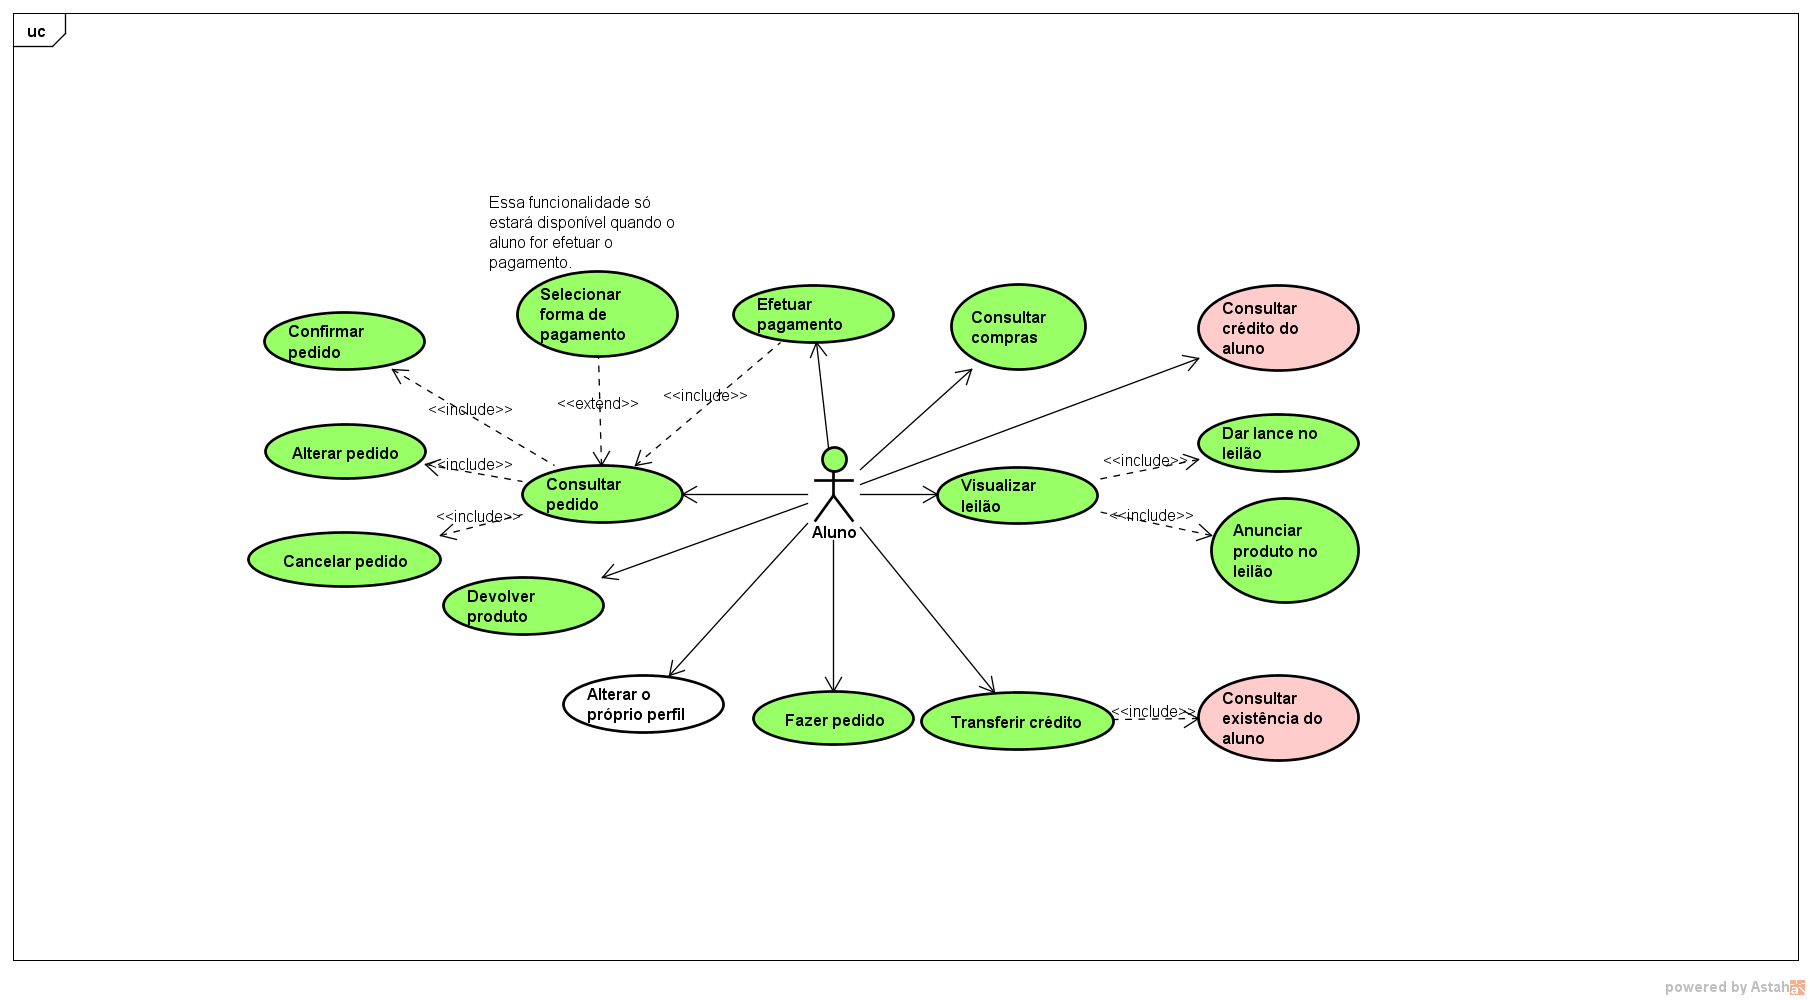 uc
Essa funcionalidade só
estará disponível quando o
aluno for efetuar o
pagamento.
Selecionar
forma de
pagamento
Efetuar
pagamento
Consultar
compras
Consultar
crédito do
aluno
Confirmar
pedido
<<include>>
<<extend>>
<<include>>
Alterar pedido
<<include>>
Consultar
pedido
<<include>>
Cancelar pedido
Aluno
Visualizar
leilão
<<include>>
Dar lance no
leilão
<<include>>
Anunciar
produto no
leilão
Devolver
produto
Alterar o
próprio perfil
Fazer pedido
Transferir crédito
<<include>>
Consultar
existência do
aluno
powered by Astah